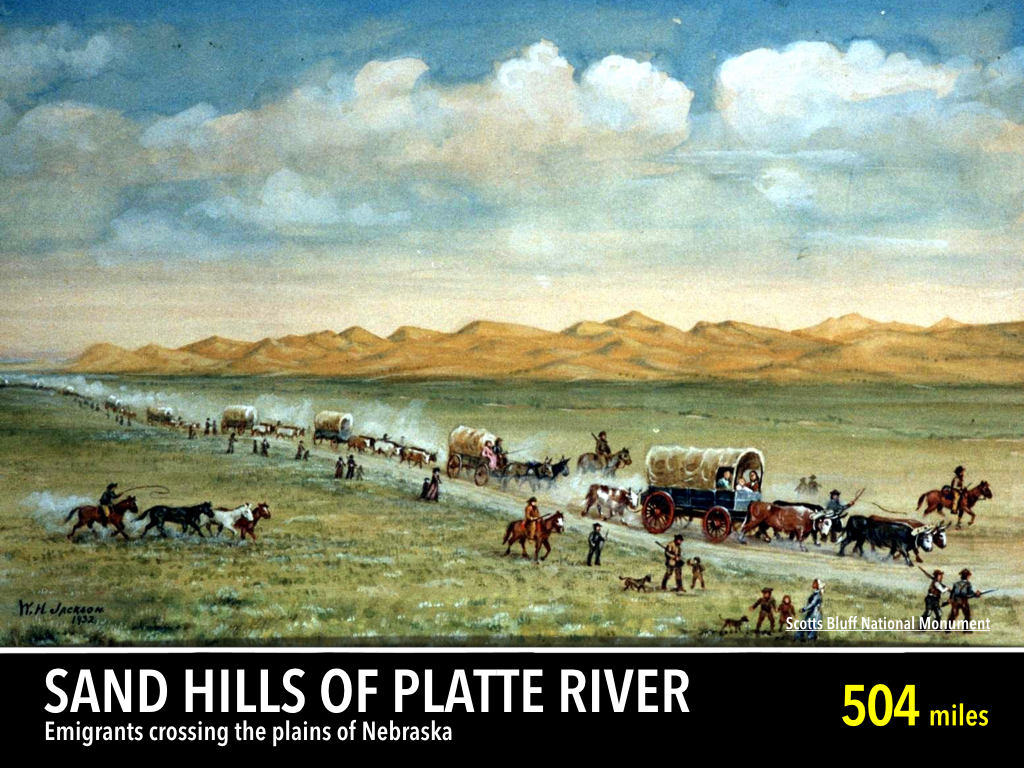 W. H. JACKSON
1932
Scotts Bluff National Monument
SAND HILLS OF PLATTE RIVER
Emigrants crossing the plains of Nebraska
504 miles